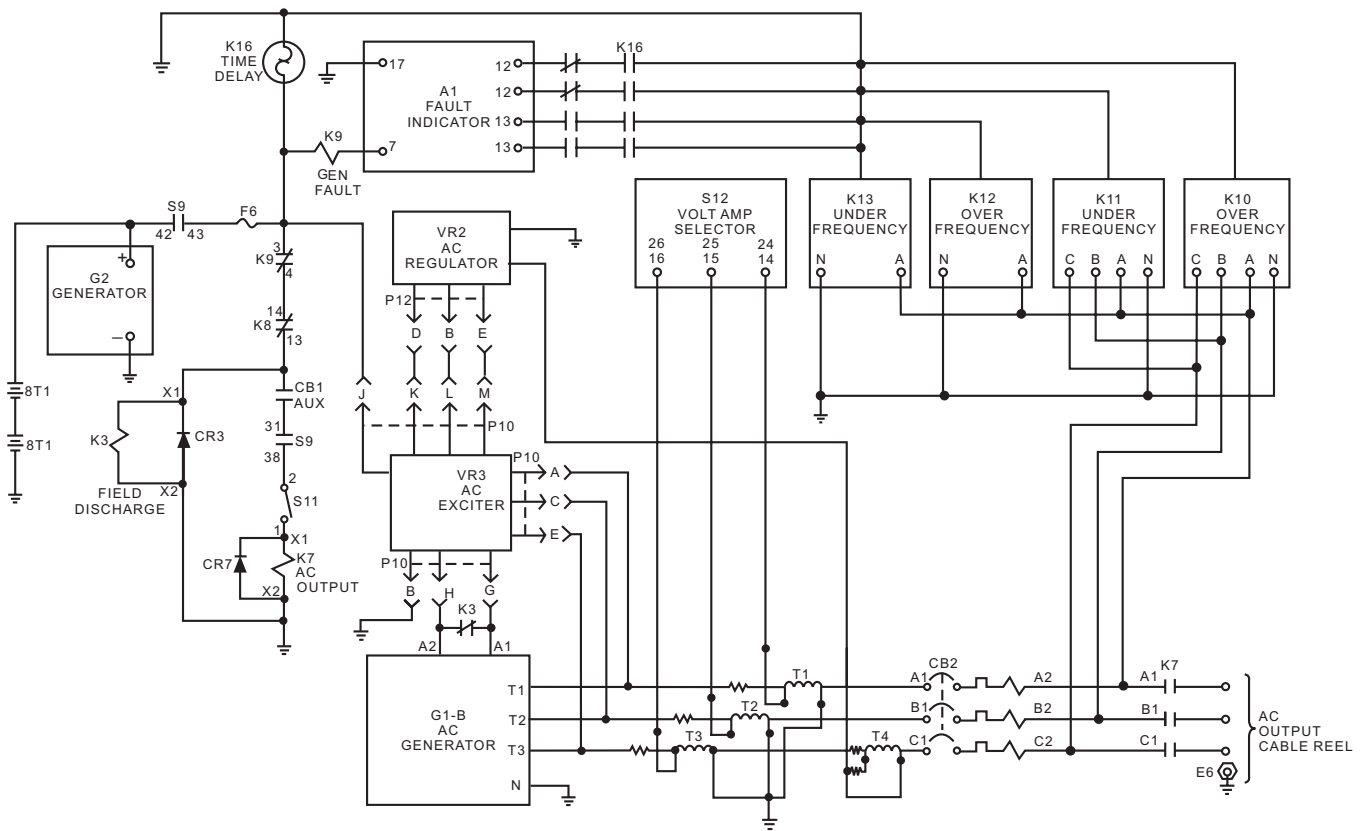 K16
TIME
DELAY
17
A1
FAULT
INDICATOR
12
12
13
13
7
K16
K9
GEN
FAULT
S9
42 43
F6
G2
GENERATOR
+
–
3
K9
4
14
K8
13
8T1
8T1
X1
K3
CR3
X2
FIELD
DISCHARGE
CB1
AUX
31
S9
38
2
S11
1
X1
CR7
K7
AC
OUTPUT
X2
VR2
AC
REGULATOR
P12
D B E
J K L M
P10
VR3
AC
EXCITER
P10
A
C
E
P10
B H G
K3
A2 A1
G1-B
AC
GENERATOR
T1
T2
T3
N
S12
VOLT AMP
SELECTOR
26 25 24
16 15 14
K13
UNDER
FREQUENCY
N A
K12
OVER
FREQUENCY
N A
K11
UNDER
FREQUENCY
C B A N
K10
OVER
FREQUENCY
C B A N
T1
T2
T3
T4
CB2
A1 A2 A1 K7
B1 B2 B1
C1 C2 C1
E6
AC
OUTPUT
CABLE REEL